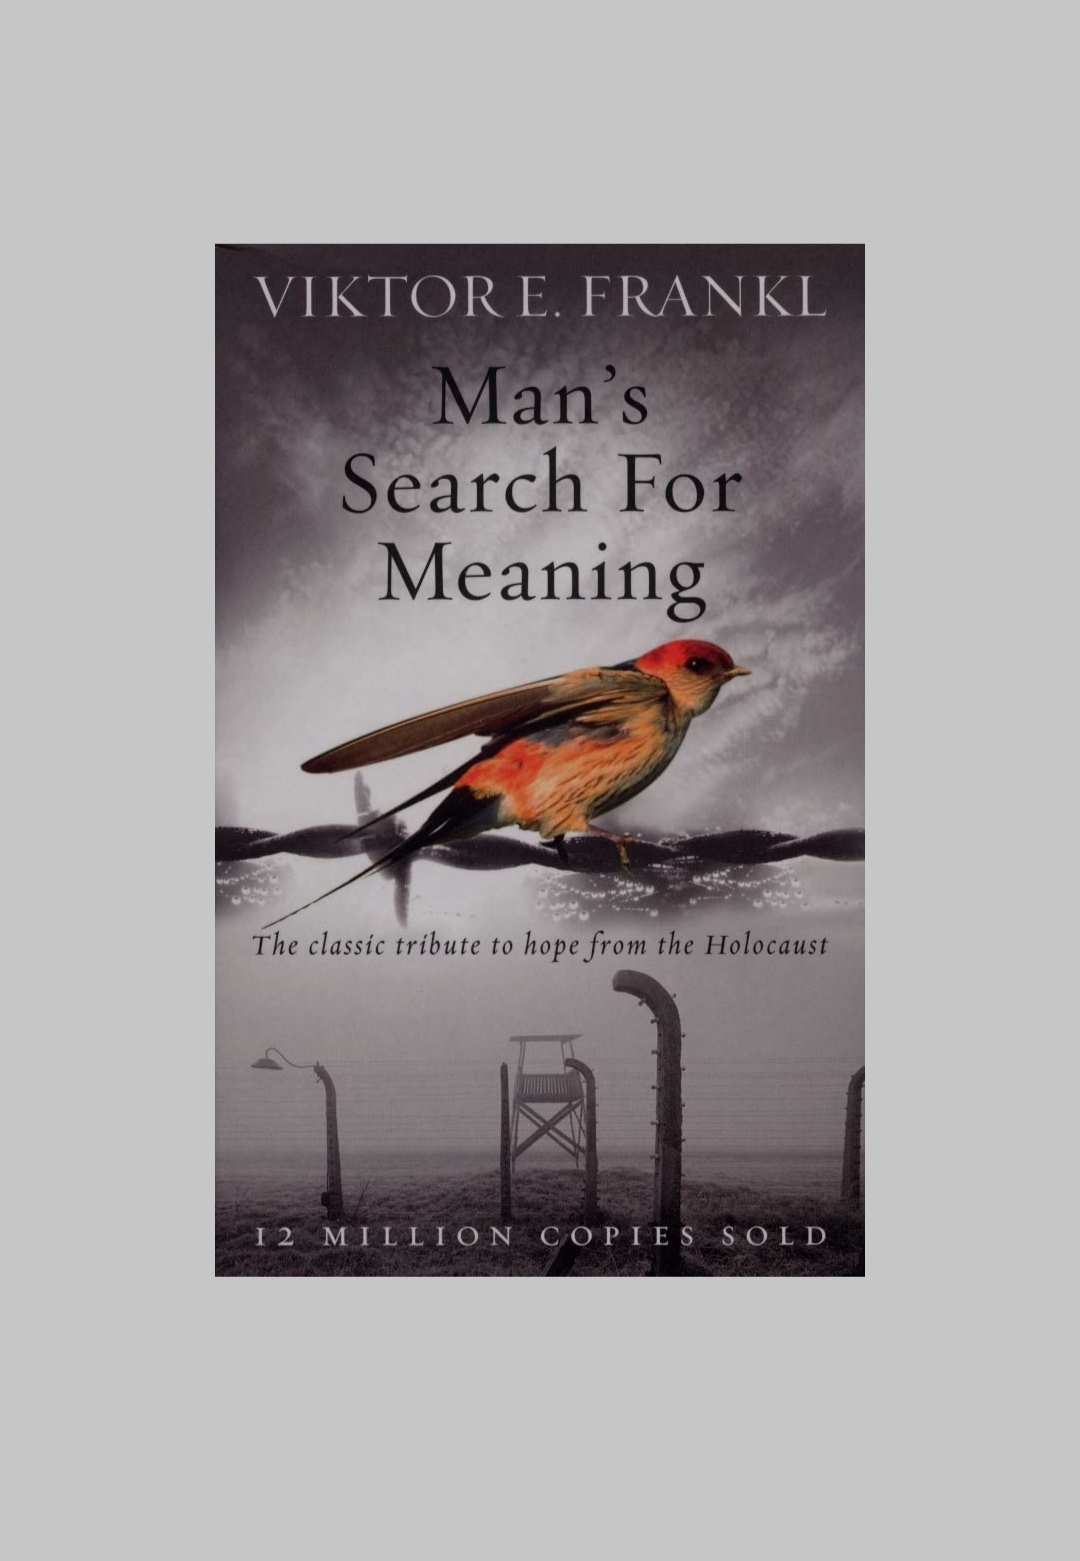 VIKTOR E. FRANKL
Man's
Search For
Meaning
The classic tribute to hope from the Holocaust
12 MILLION COPIES SOLD